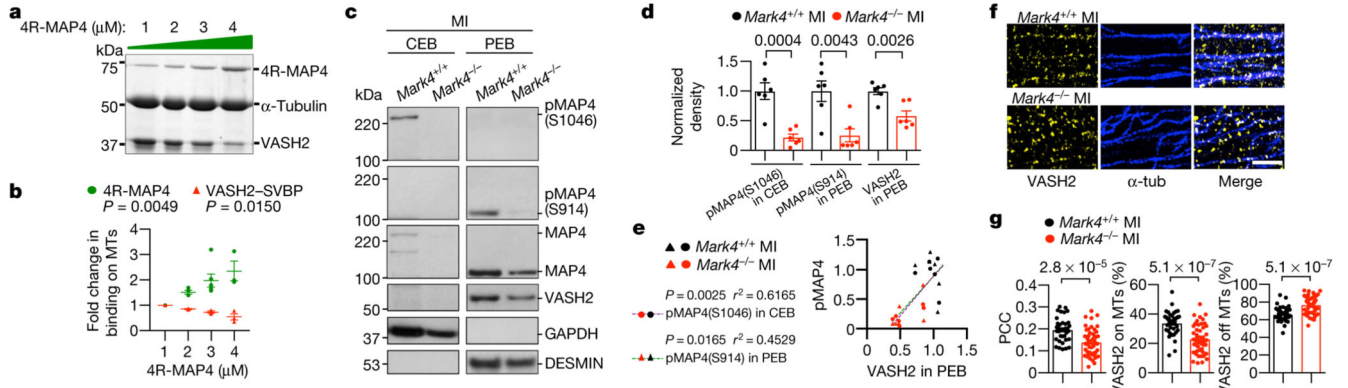 a
4R-MAP4 (μM): 1 2 3 4
kDa
75
4R-MAP4
50
α-Tubulin
37
VASH2
b
4R-MAP4 VASH2–SVBP
P = 0.0049 P = 0.0150
Fold change in
binding on MTs
4
3
2
1
0
1 2 3 4
4R-MAP4 (μM)
c
MI
CEB PEB
kDa Mark4+/+ Mark4–/– Mark4+/+ Mark4–/–
220
pMAP4
(S1046)
100
pMAP4
(S914)
100
220
MAP4
100
MAP4
75
50
VASH2
37
GAPDH
53
DESMIN
d
Mark4+/+ MI Mark4–/– MI
0.0004 0.0043 0.0026
Normalized
density
1.5
1.0
0.5
0
pMAP4(S1046)
in CEB
pMAP4(S914)
in PEB
VASH2
in PEB
e
Mark4+/+ MI
Mark4–/– MI
P = 0.0025 r2 = 0.6165
pMAP4(S1046) in CEB
P = 0.0165 r2 = 0.4529
pMAP4(S914) in PEB
pMAP4
1.5
1.0
0.5
0
0 0.5 1.0 1.5
VASH2 in PEB
f
Mark4+/+ MI
Mark4–/– MI
VASH2 α-tub Merge
g
Mark4+/+ MI
Mark4–/– MI
2.8 × 10–5 5.1 × 10–7 5.1 × 10–7
PCC
0.4
0.3
0.2
0.1
0
VASH2 on MTs (%)
60
40
20
0
VASH2 off MTs (%)
100
80
60
40
20
0